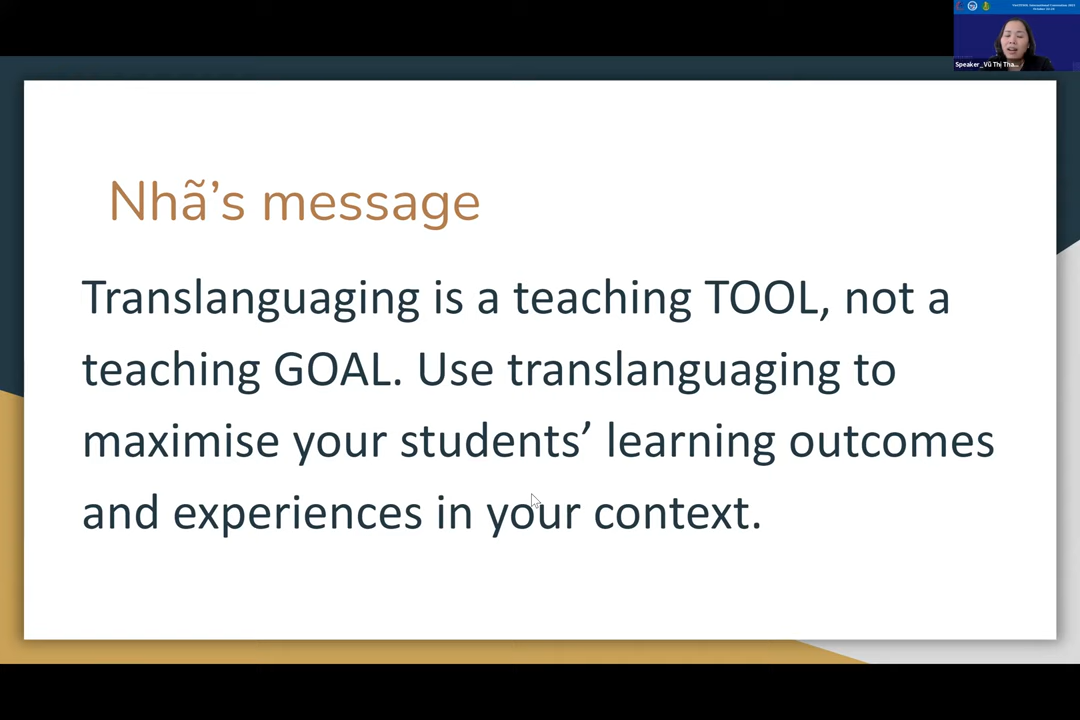 Speaker_Vũ Thị Tha...
Nhã’s message
Translanguaging is a teaching TOOL, not a
teaching GOAL. Use translanguaging to
maximise your students’ learning outcomes
and experiences in your context.